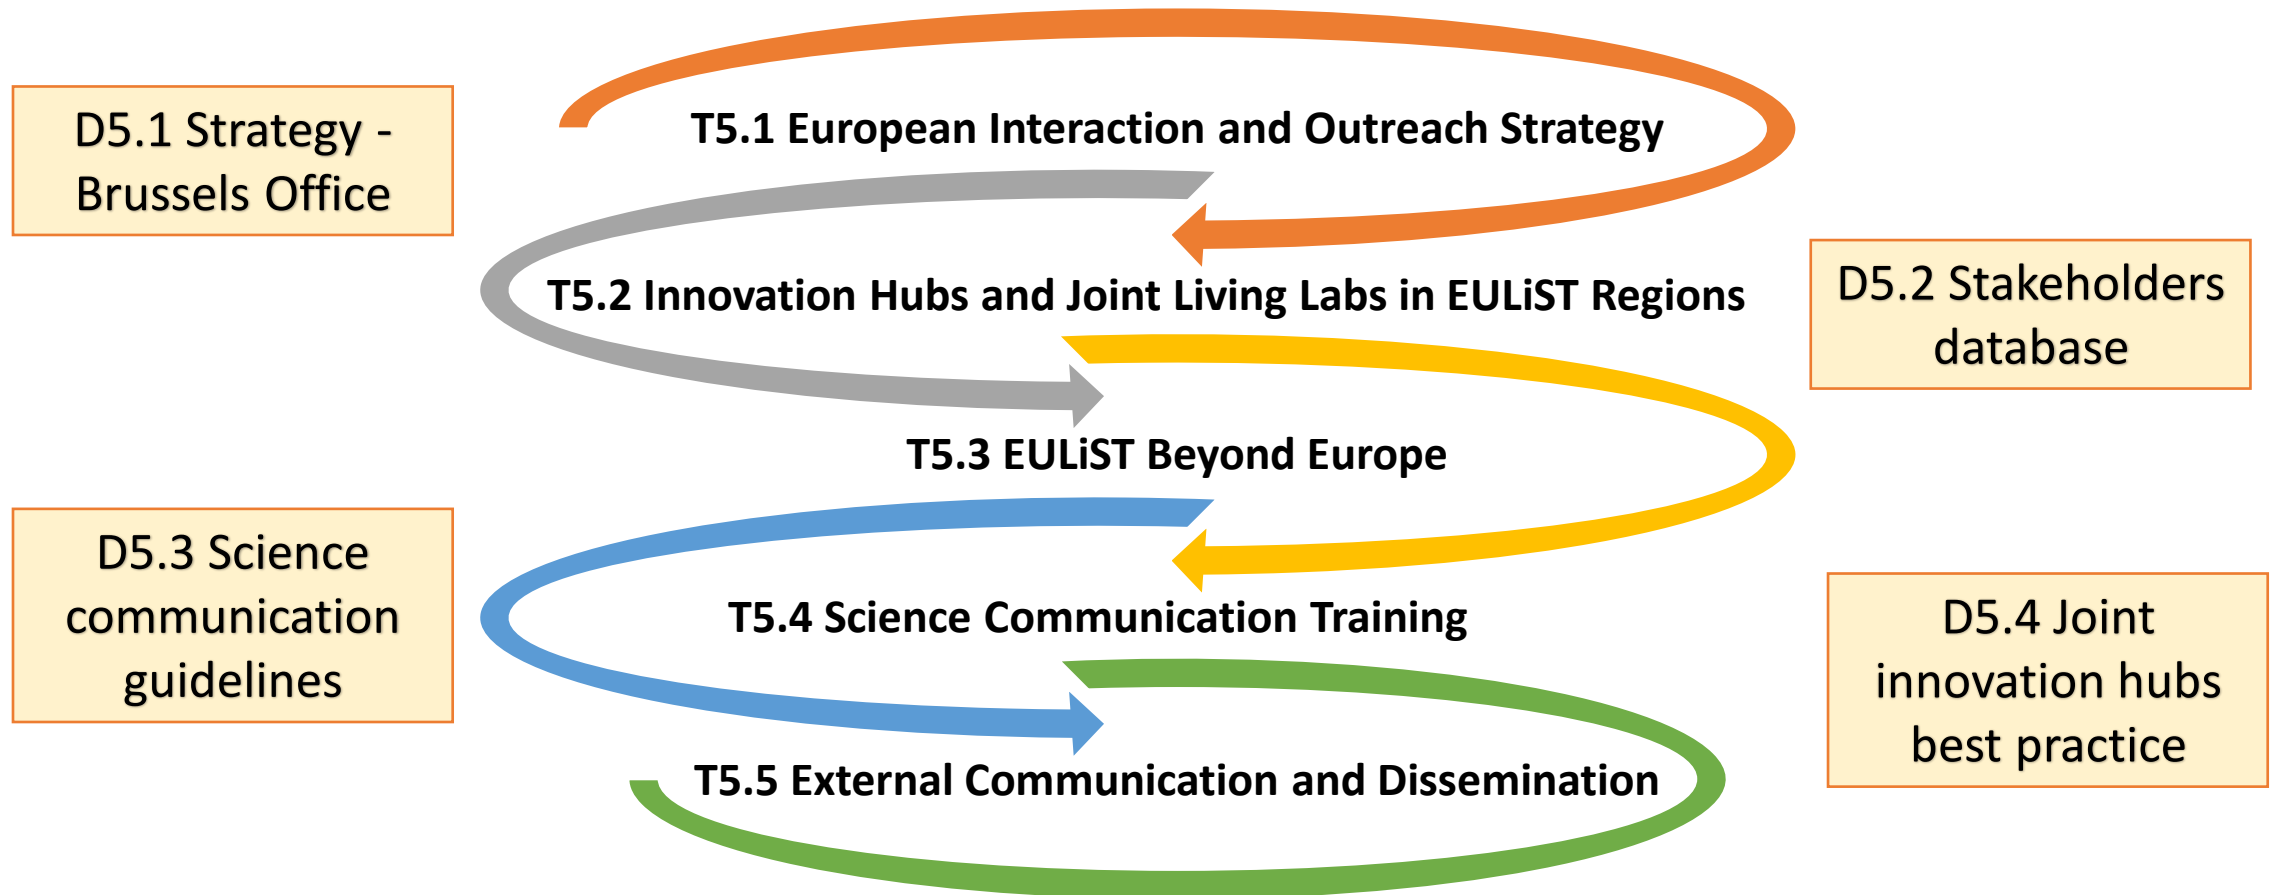 D5.1 Strategy -
Brussels Office
T5.1 European Interaction and Outreach Strategy
T5.2 Innovation Hubs and Joint Living Labs in EULiST Regions
D5.2 Stakeholders
database
T5.3 EULiST Beyond Europe
D5.3 Science
communication
guidelines
T5.4 Science Communication Training
D5.4 Joint
innovation hubs
best practice
T5.5 External Communication and Dissemination